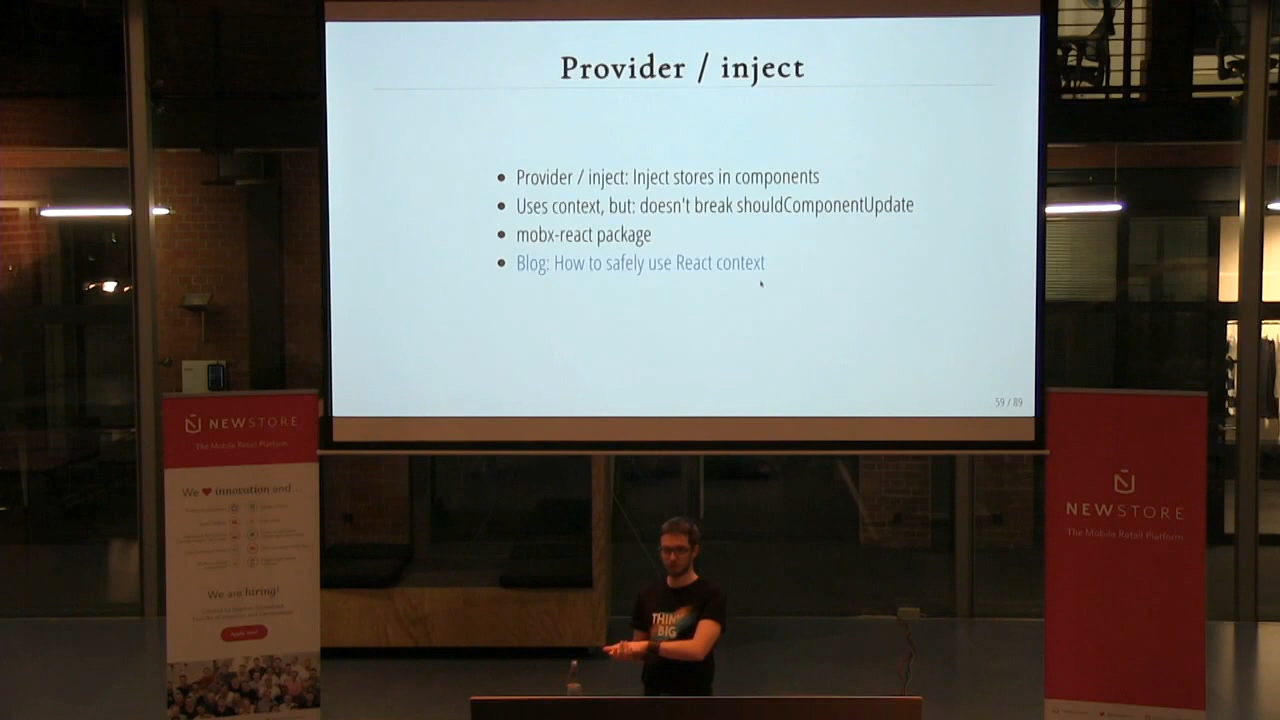 Provider / inject
Provider / inject: Inject stores in components
Uses context, but: doesn't break shouldComponentUpdate
mobx-react package
Blog: How to safely use React context
59 / 89
NEWSTORE
The Mobile Retail Platform
We ❤ innovation and...
We are hiring!
Apply now!
THINK
BIG
NEWSTORE
The Mobile Retail Platform